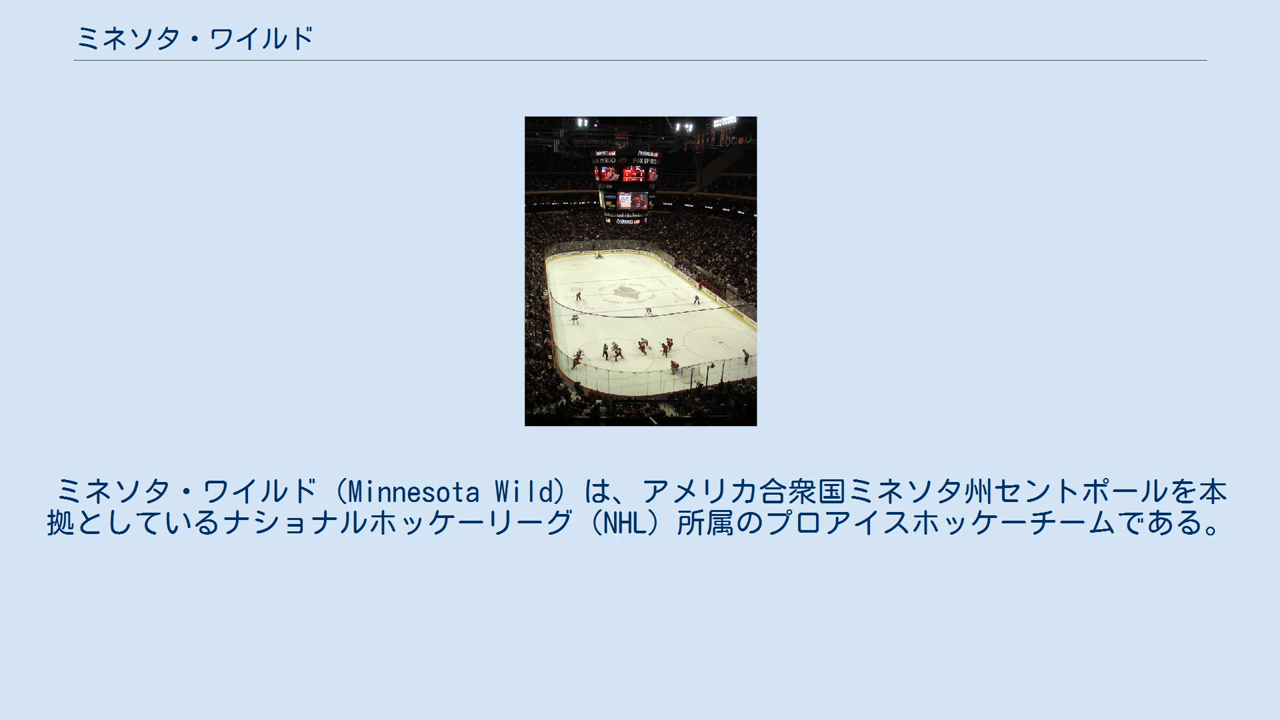 ミネソタ・ワイルド
ミネソタ・ワイルド（Minnesota Wild）は、アメリカ合衆国ミネソタ州セントポールを本
拠としているナショナルホッケーリーグ（NHL）所属のプロアイスホッケーチームである。